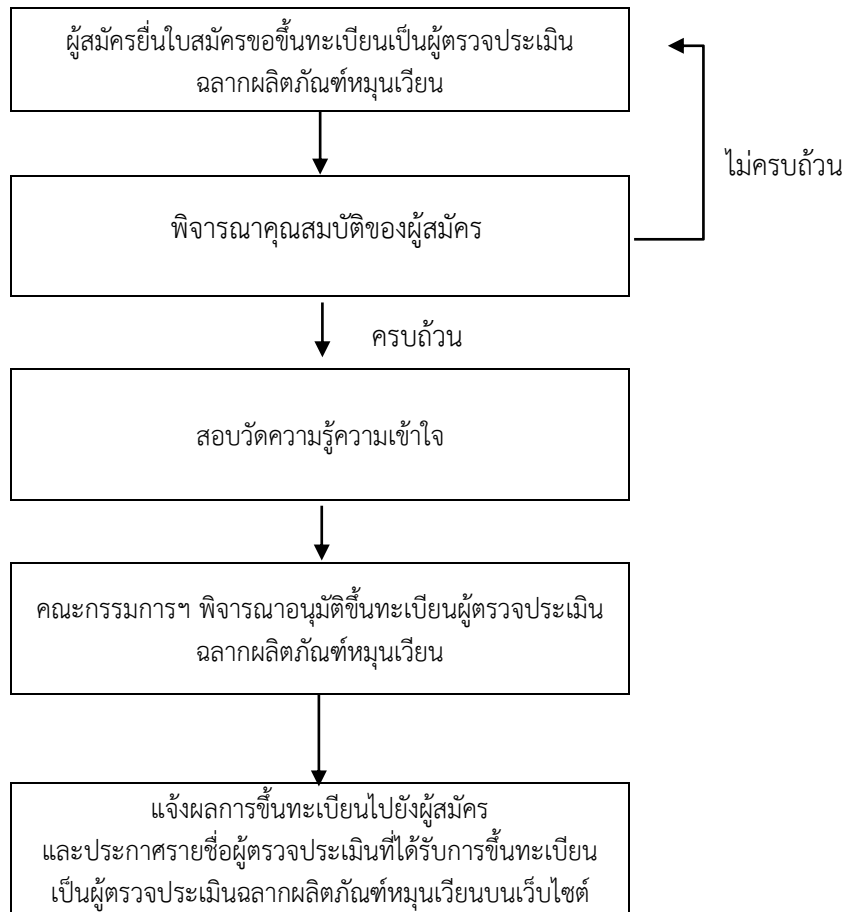 ผู้สมัครยื่นใบสมัครขอขึ้นทะเบียนเป็นผู้ตรวจประเมิน
ฉลากผลิตภัณฑ์หมุนเวียน
ไม่ครบถ้วน
พิจารณาคุณสมบัติของผู้สมัคร
ครบถ้วน
สอบวัดความรู้ความเข้าใจ
คณะกรรมการฯ พิจารณาอนุมัติขึ้นทะเบียนผู้ตรวจประเมิน
ฉลากผลิตภัณฑ์หมุนเวียน
แจ้งผลการขึ้นทะเบียนไปยังผู้สมัคร
และประกาศรายชื่อผู้ตรวจประเมินที่ได้รับการขึ้นทะเบียน
เป็นผู้ตรวจประเมินฉลากผลิตภัณฑ์หมุนเวียนบนเว็บไซต์